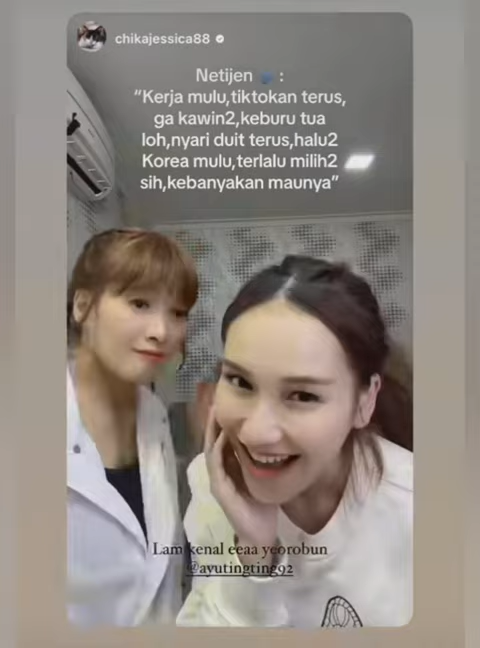 chikajessica88
Netijen :
"Kerja mulu,tiktokan terus,
ga kawin2,keburu tua
loh,nyari duit terus,halu2
Korea mulu,terlalu milih2
sih,kebanyakan maunya"
Lam kenal eeaa yeorobun
@ayutingting92